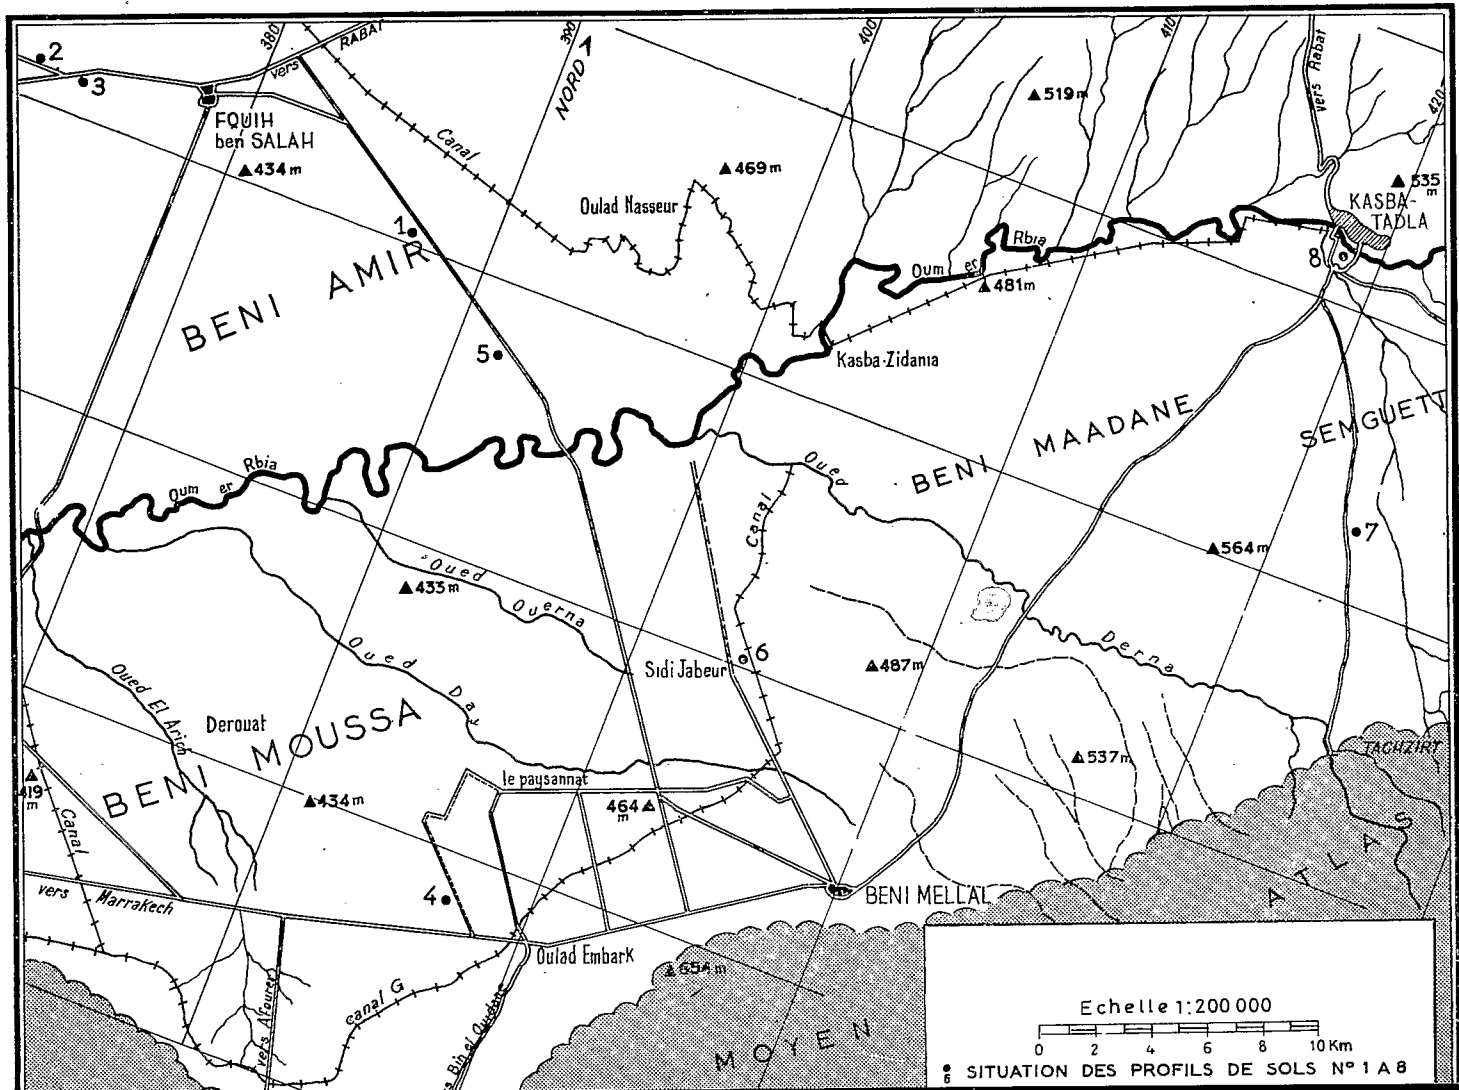 380
390
400
410
420
vers RABAT
NORD
vers Rabat
2
3
FQUIH
ben SALAH
434 m
Canal
469 m
519 m
535
m
KASBA-
TADLA
Oulad Nasseur
1
BENI AMIR
Oum er Rbia
481 m
8
5
Kasba-Zidania
BENI MAADANE
SEMGUETT
Oum er Rbia
Oued
Canal
7
564 m
433 m
Oued Ouerna
Oued Day
Derna
Sidi Jabeur
6
487 m
Oued El Arich
Derouat
BENI MOUSSA
TAGHZIRT
537 m
419
m
434 m
le paysannat
464
m
Canal
vers Marrakech
4
BENI MELLAL
ATLAS
Oulad Embark
654 m
canal G
vers Afourer
Bin el Ouidane
MOYEN
Echelle 1:200 000
0 2 4 6 8 10 Km
6 SITUATION DES PROFILS DE SOLS N° 1 A 8